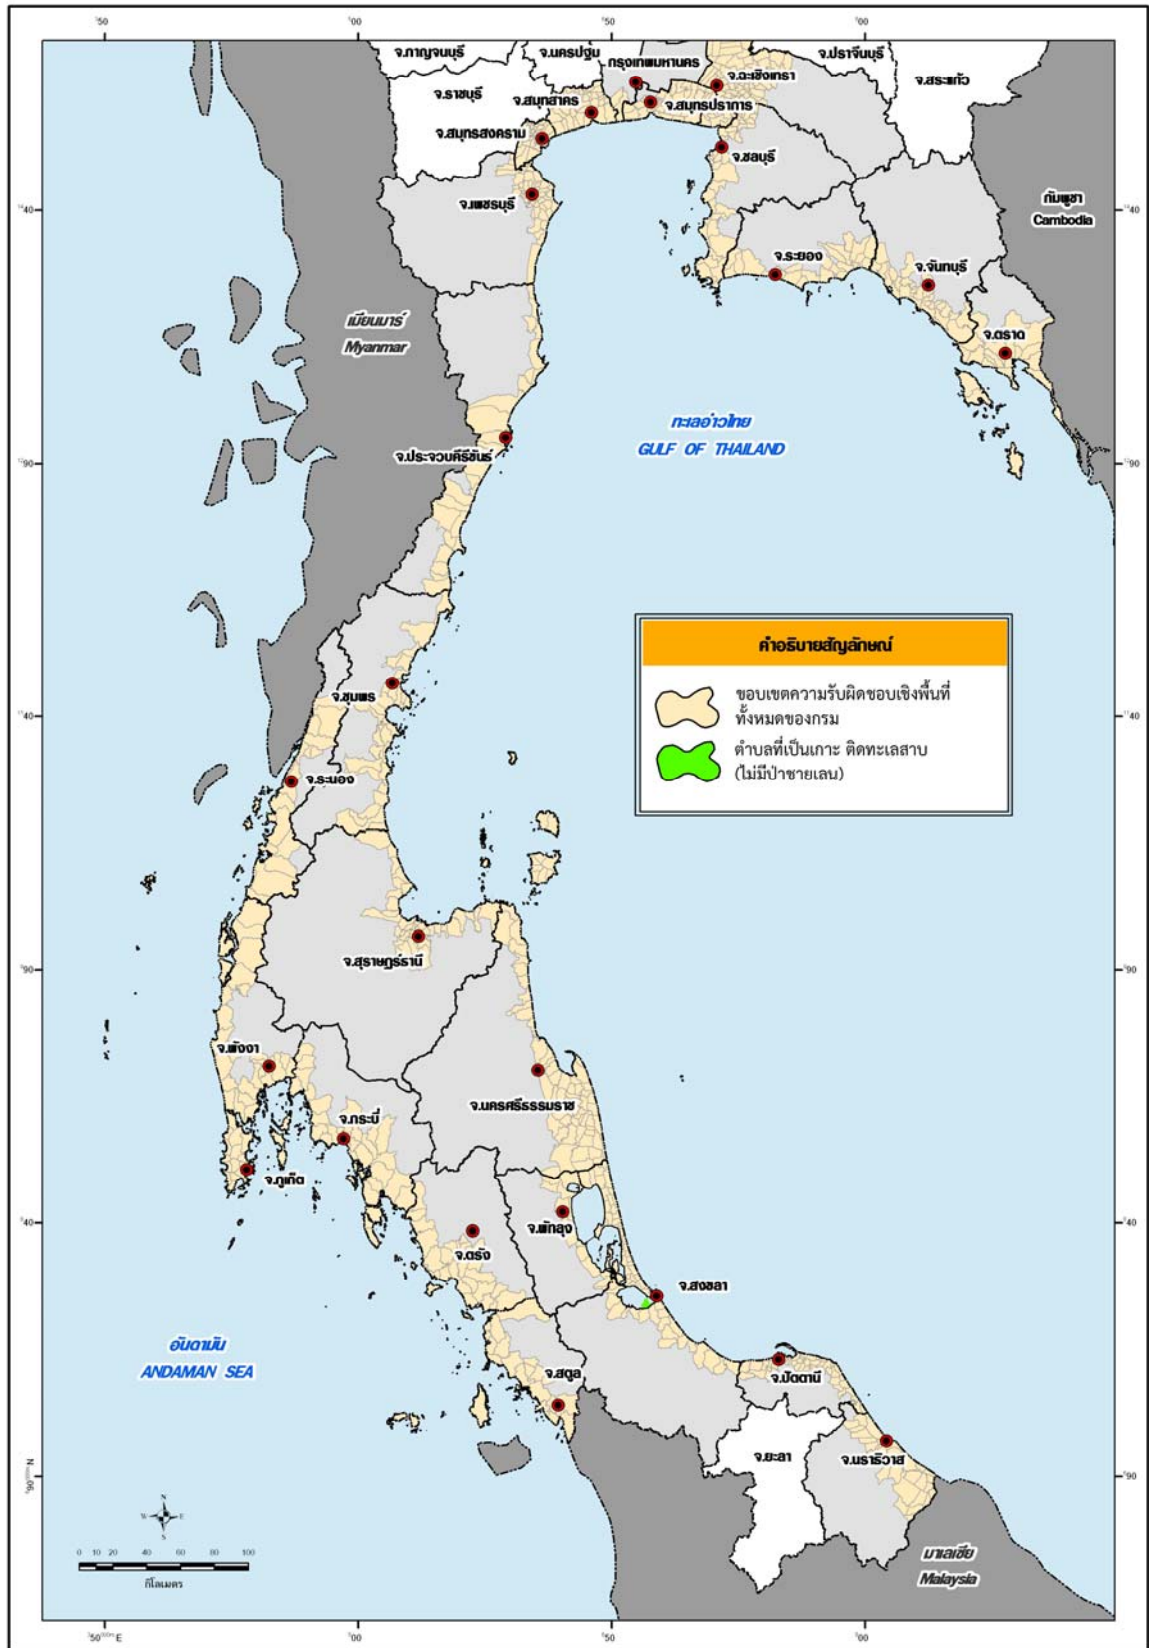 ⁵50
⁶00
⁶50
⁷00
จ.กาญจนบุรี
จ.นครปฐม
กรุงเทพมหานคร
จ.ปราจีนบุรี
จ.ฉะเชิงเทรา
จ.สระแก้ว
จ.ราชบุรี
จ.สมุทสาคร
จ.สมุทรปราการ
จ.สมุทรสงคราม
จ.ชลบุรี
จ.เพชรบุรี
กัมพูชา
Cambodia
จ.ระยอง
จ.จันทบุรี
เมียนมาร์
Myanmar
จ.ตราด
ทะเลอ่าวไทย
GULF OF THAILAND
จ.ประจวบคีรีขันธ์
คำอธิบายสัญลักษณ์
ขอบเขตความรับผิดชอบเชิงพื้นที่
ทั้งหมดของกรม
ตำบลที่เป็นเกาะ ติดทะเลสาบ
(ไม่มีป่าชายเลน)
จ.ชุมพร
จ.ระนอง
จ.สุราษฎร์ธานี
จ.พังงา
จ.นครศรีธรรมราช
จ.กระบี่
จ.ภูเก็ต
จ.พัทลุง
จ.ตรัง
จ.สงขลา
อันดามัน
ANDAMAN SEA
จ.สตูล
จ.ปัตตานี
จ.ยะลา
จ.นราธิวาส
มาเลเซีย
Malaysia
N
W E
S
0 10 20 40 60 80 100
กิโลเมตร
⁵50⁰⁰⁰ᵐE
⁶00
⁶50
⁷00